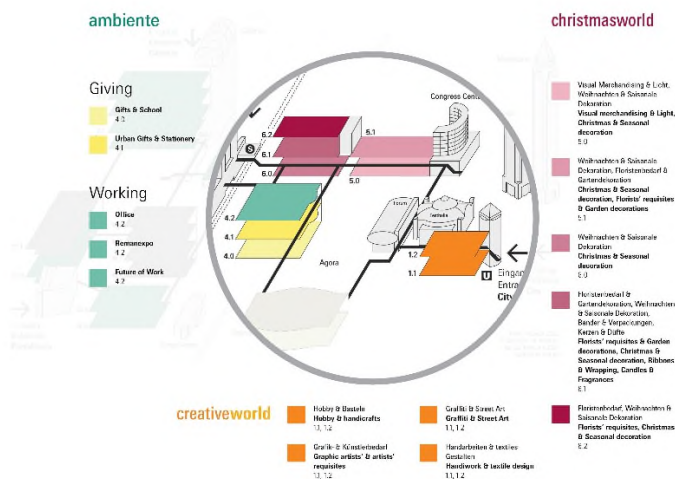 ambiente
Giving
Gifts & School
4.0
Urban Gifts & Stationery
4.1
Working
Office
4.2
Remanexpo
4.2
Future of Work
4.2
Congress Cent
6.2
6.1
6.0
5.1
5.0
S
4.2
4.1
4.0
Agora
Forum
Festhalle
1.2
1.1
U
Eingan
Entra
City
christmasworld
Visual Merchandising & Licht,
Weihnachten & Saisonale
Dekoration
Visual merchandising & Light,
Christmas & Seasonal
decoration
5.0
Weihnachten & Saisonale
Dekoration, Floristenbedarf &
Gartendekoration
Christmas & Seasonal
decoration, Florists' requisites
& Garden decorations
5.1
Weihnachten & Saisonale
Dekoration
Christmas & Seasonal
decoration
6.0
Floristenbedarf &
Gartendekoration, Weihnachten
& Saisonale Dekoration,
Bänder & Verpackungen,
Kerzen & Düfte
Florists' requisites & Garden
decorations, Christmas &
Seasonal decoration, Ribbons
& Wrapping, Candles &
Fragrances
6.1
Floristenbedarf, Weihnachten &
Saisonale Dekoration
Florists' requisites, Christmas
& Seasonal decoration
6.2
creativeworld
Hobby & Basteln
Hobby & handicrafts
1.1, 1.2
Graffiti & Street Art
Graffiti & Street Art
1.1, 1.2
Grafik- & Künstlerbedarf
Graphic artists' & artists'
requisites
1.1, 1.2
Handarbeiten & textiles
Gestalten
Handiwork & textile design
1.1, 1.2